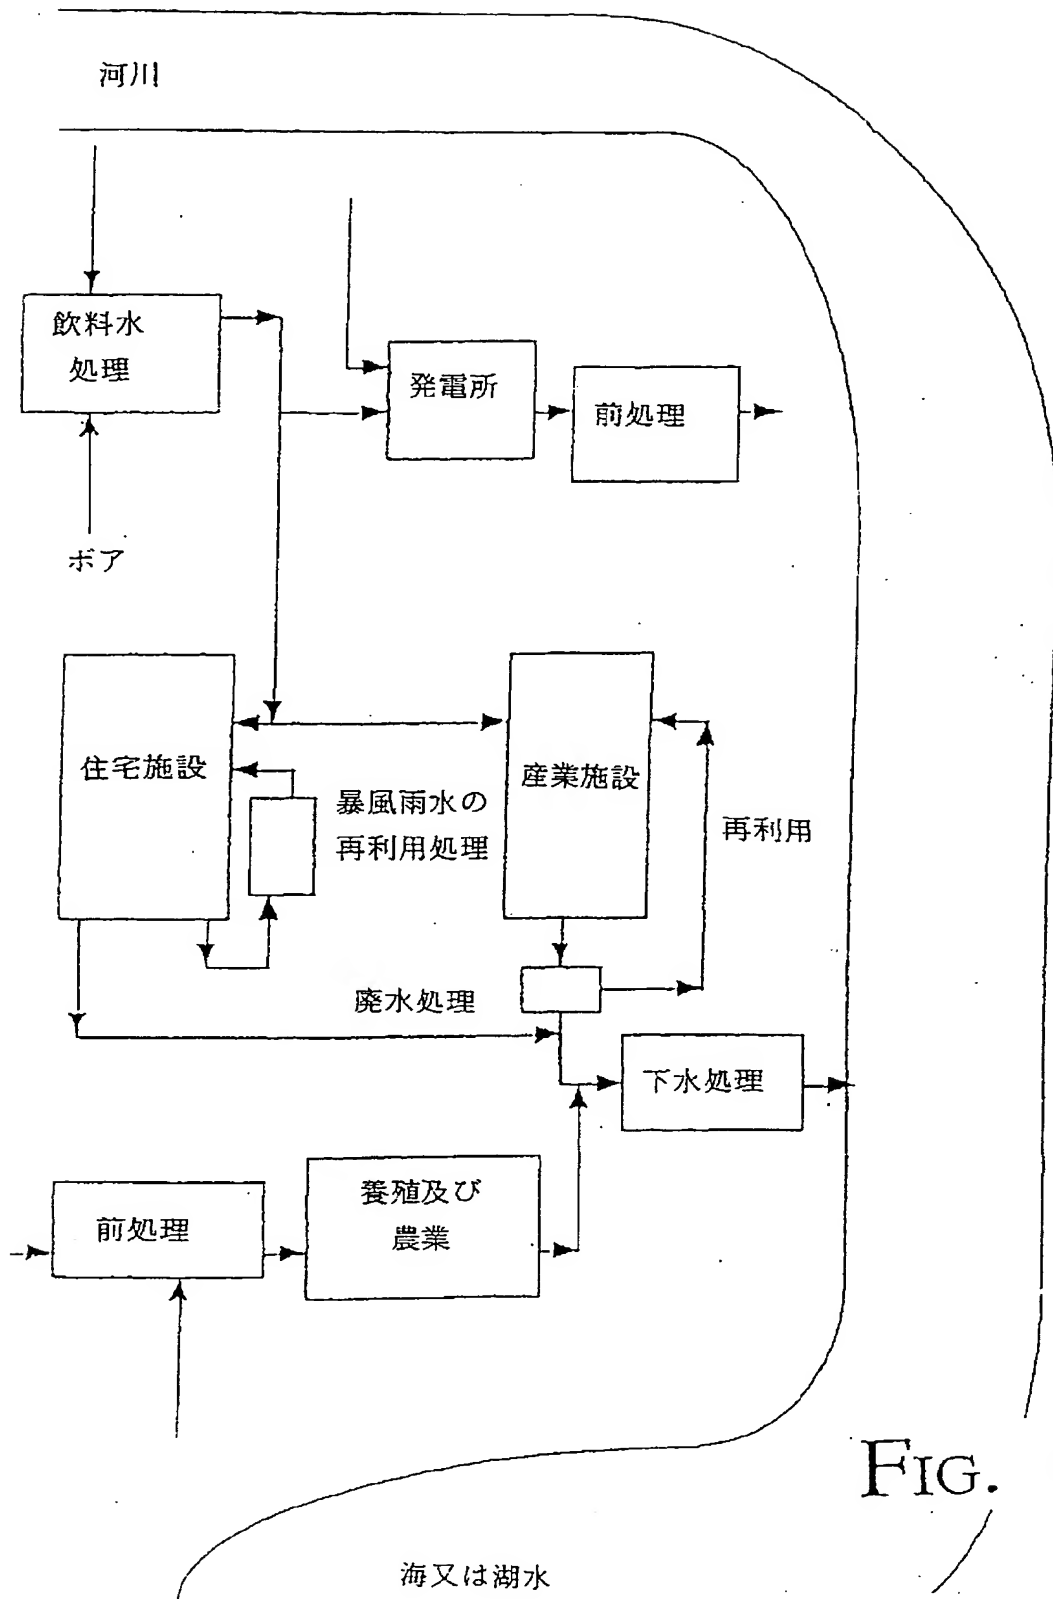 河川
飲料水
処理
発電所
前処理
ボア
住宅施設
暴風雨水の
再利用処理
産業施設
再利用
廃水処理
下水処理
前処理
養殖及び
農業
FIG.
海又は湖水